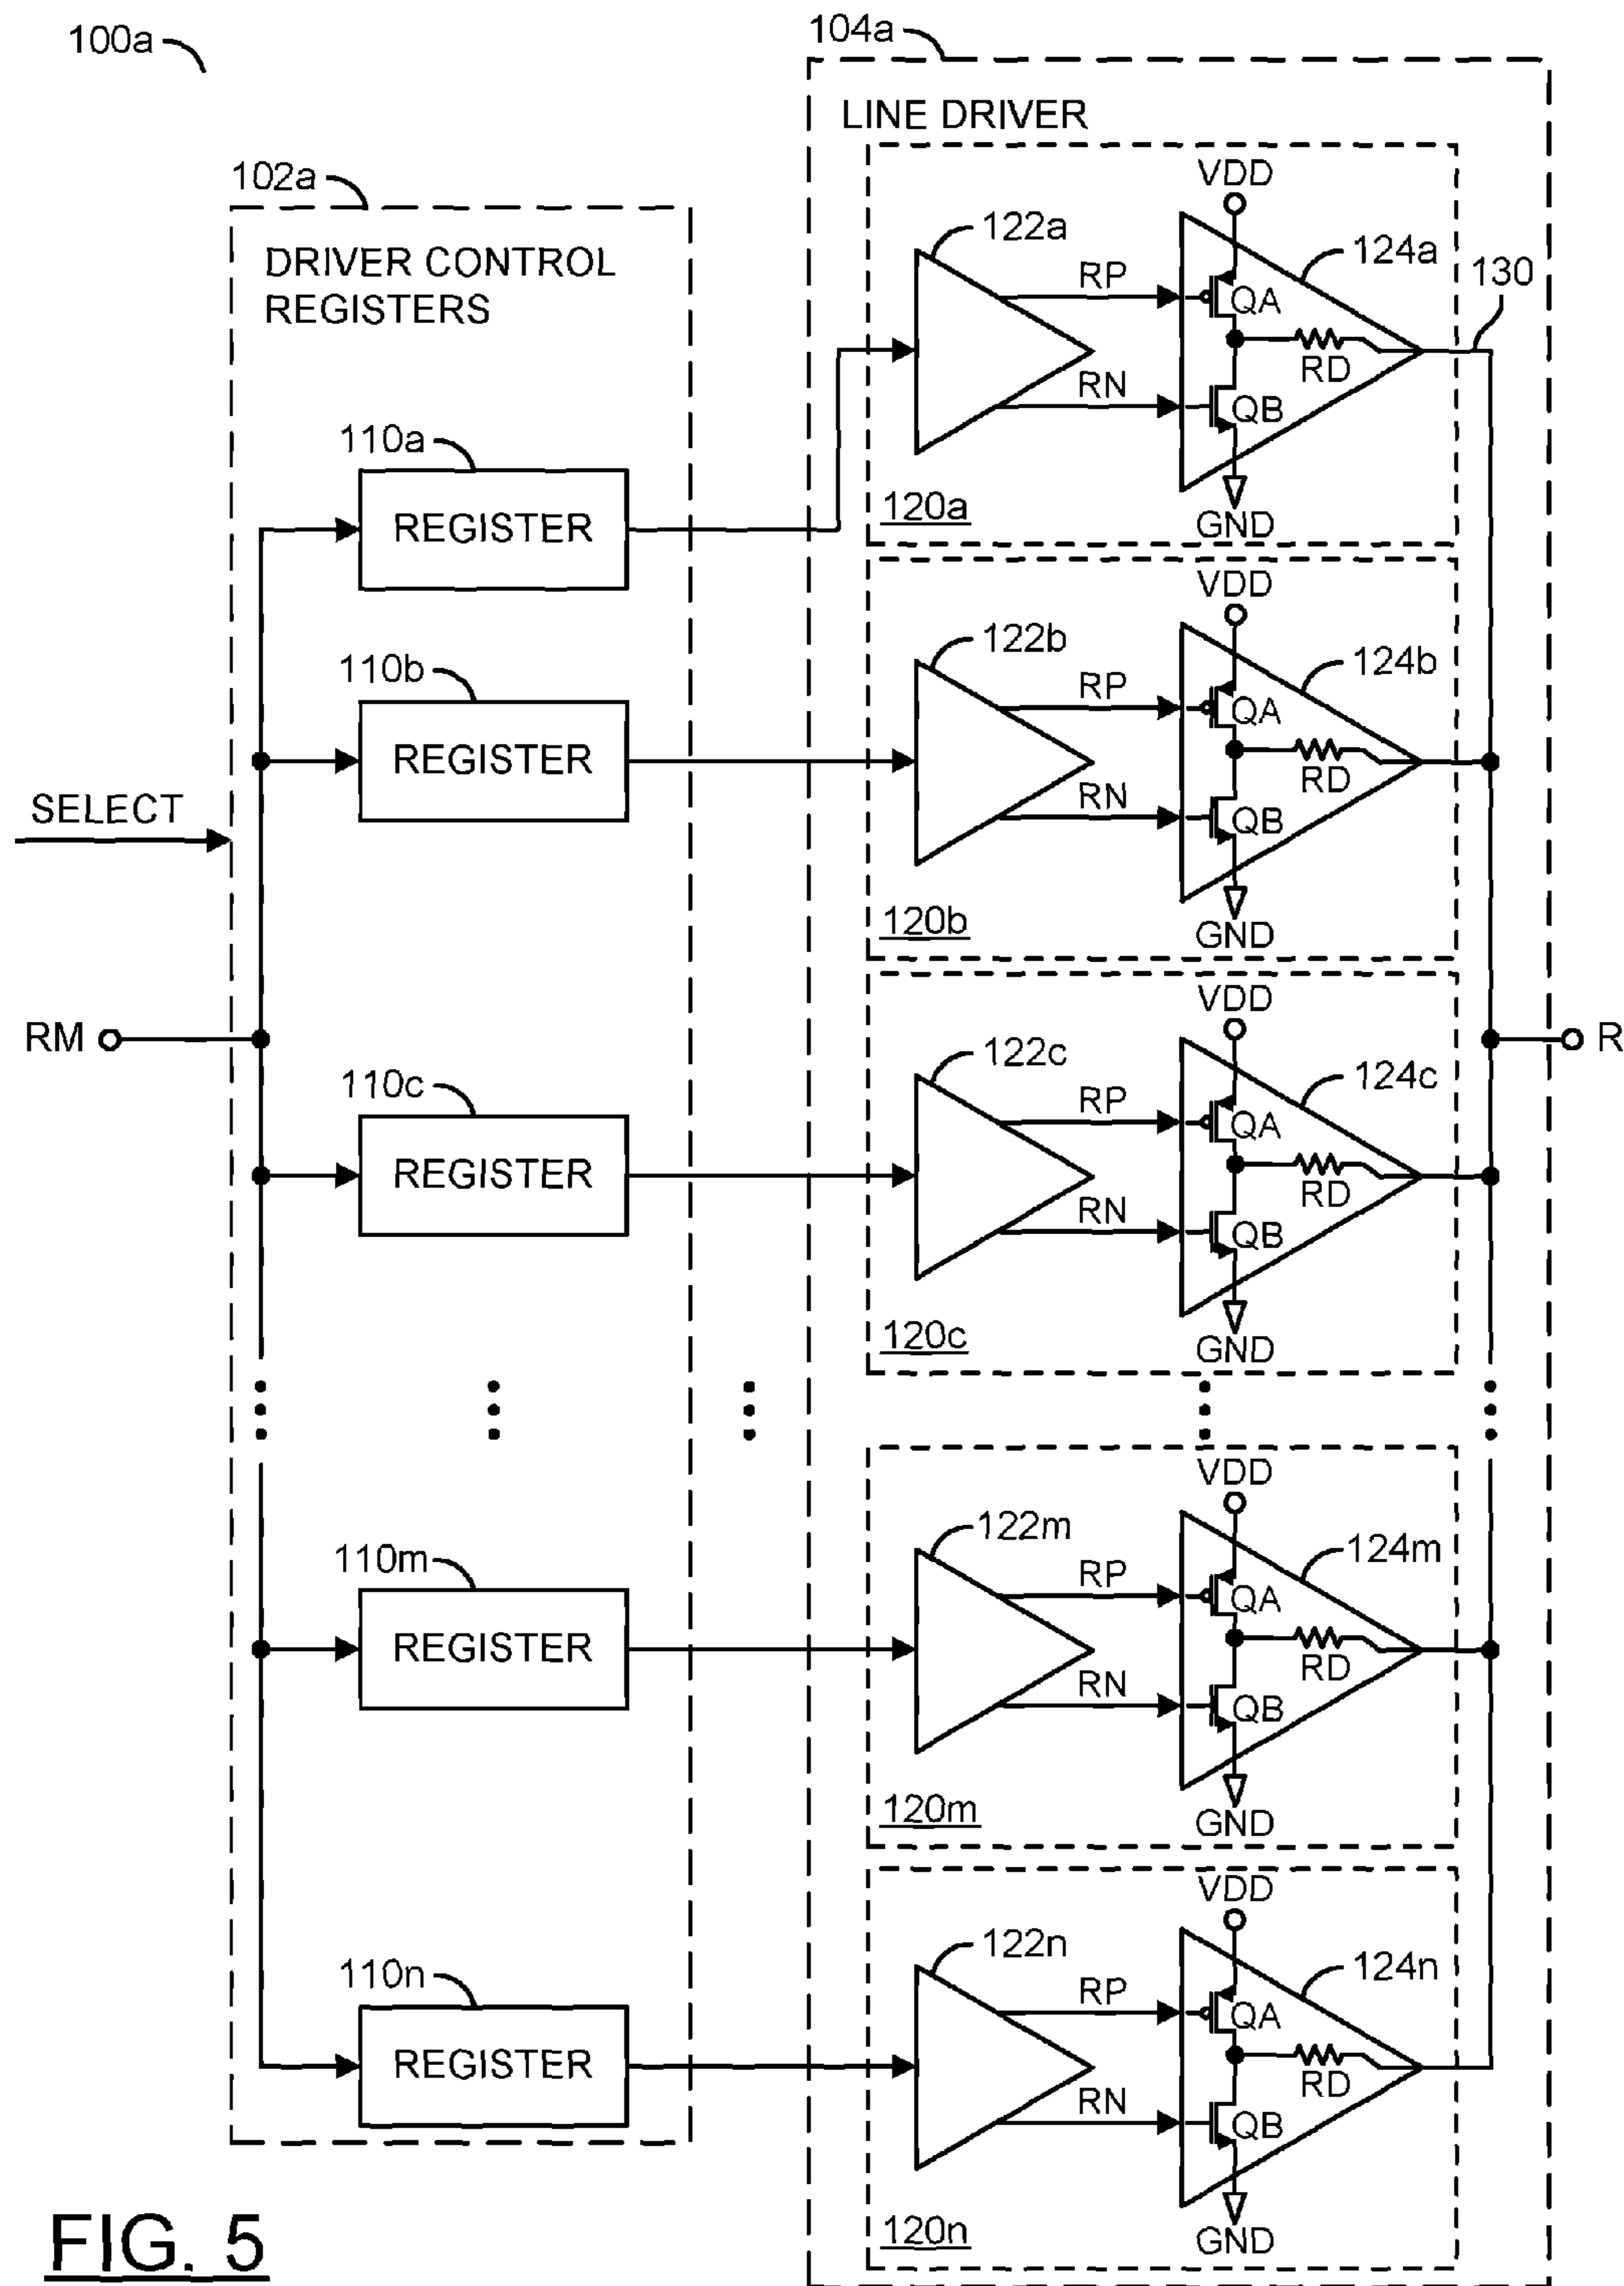 100a
104a
LINE DRIVER
102a
DRIVER CONTROL
REGISTERS
VDD
122a
124a
130
RP
QA
RD
RN
QB
110a
120a
GND
REGISTER
VDD
122b
124b
110b
RP
QA
REGISTER
RD
RN
QB
SELECT
120b
GND
VDD
RM
R
122c
124c
110c
RP
QA
REGISTER
RD
RN
QB
120c
GND
VDD
122m
124m
110m
RP
QA
REGISTER
RD
RN
QB
120m
GND
VDD
122n
124n
110n
RP
QA
REGISTER
RD
RN
QB
120n
GND
FIG. 5